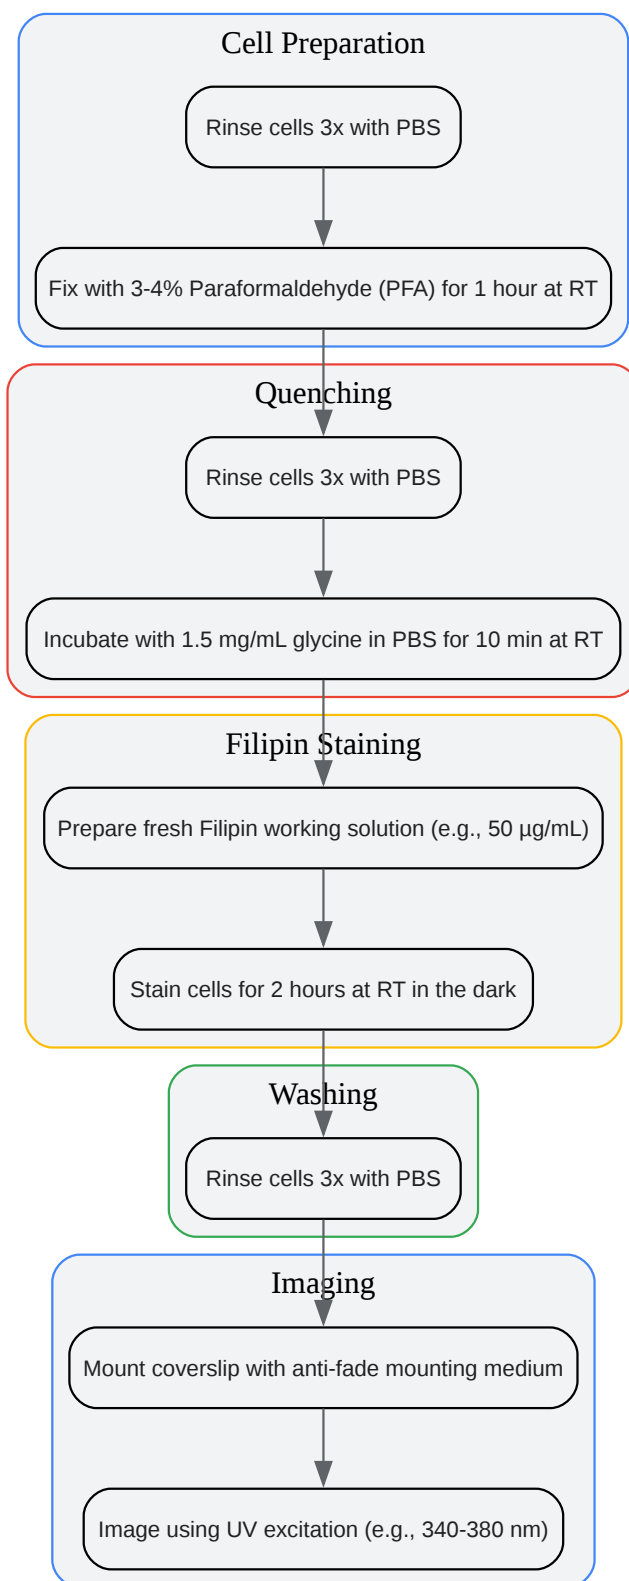 Cell Preparation
Rinse cells 3x with PBS
Fix with 3-4% Paraformaldehyde (PFA) for 1 hour at RT
Quenching
Rinse cells 3x with PBS
Incubate with 1.5 mg/mL glycine in PBS for 10 min at RT
Filipin Staining
Prepare fresh Filipin working solution (e.g., 50 µg/mL)
Stain cells for 2 hours at RT in the dark
Washing
Rinse cells 3x with PBS
Imaging
Mount coverslip with anti-fade mounting medium
Image using UV excitation (e.g., 340-380 nm)